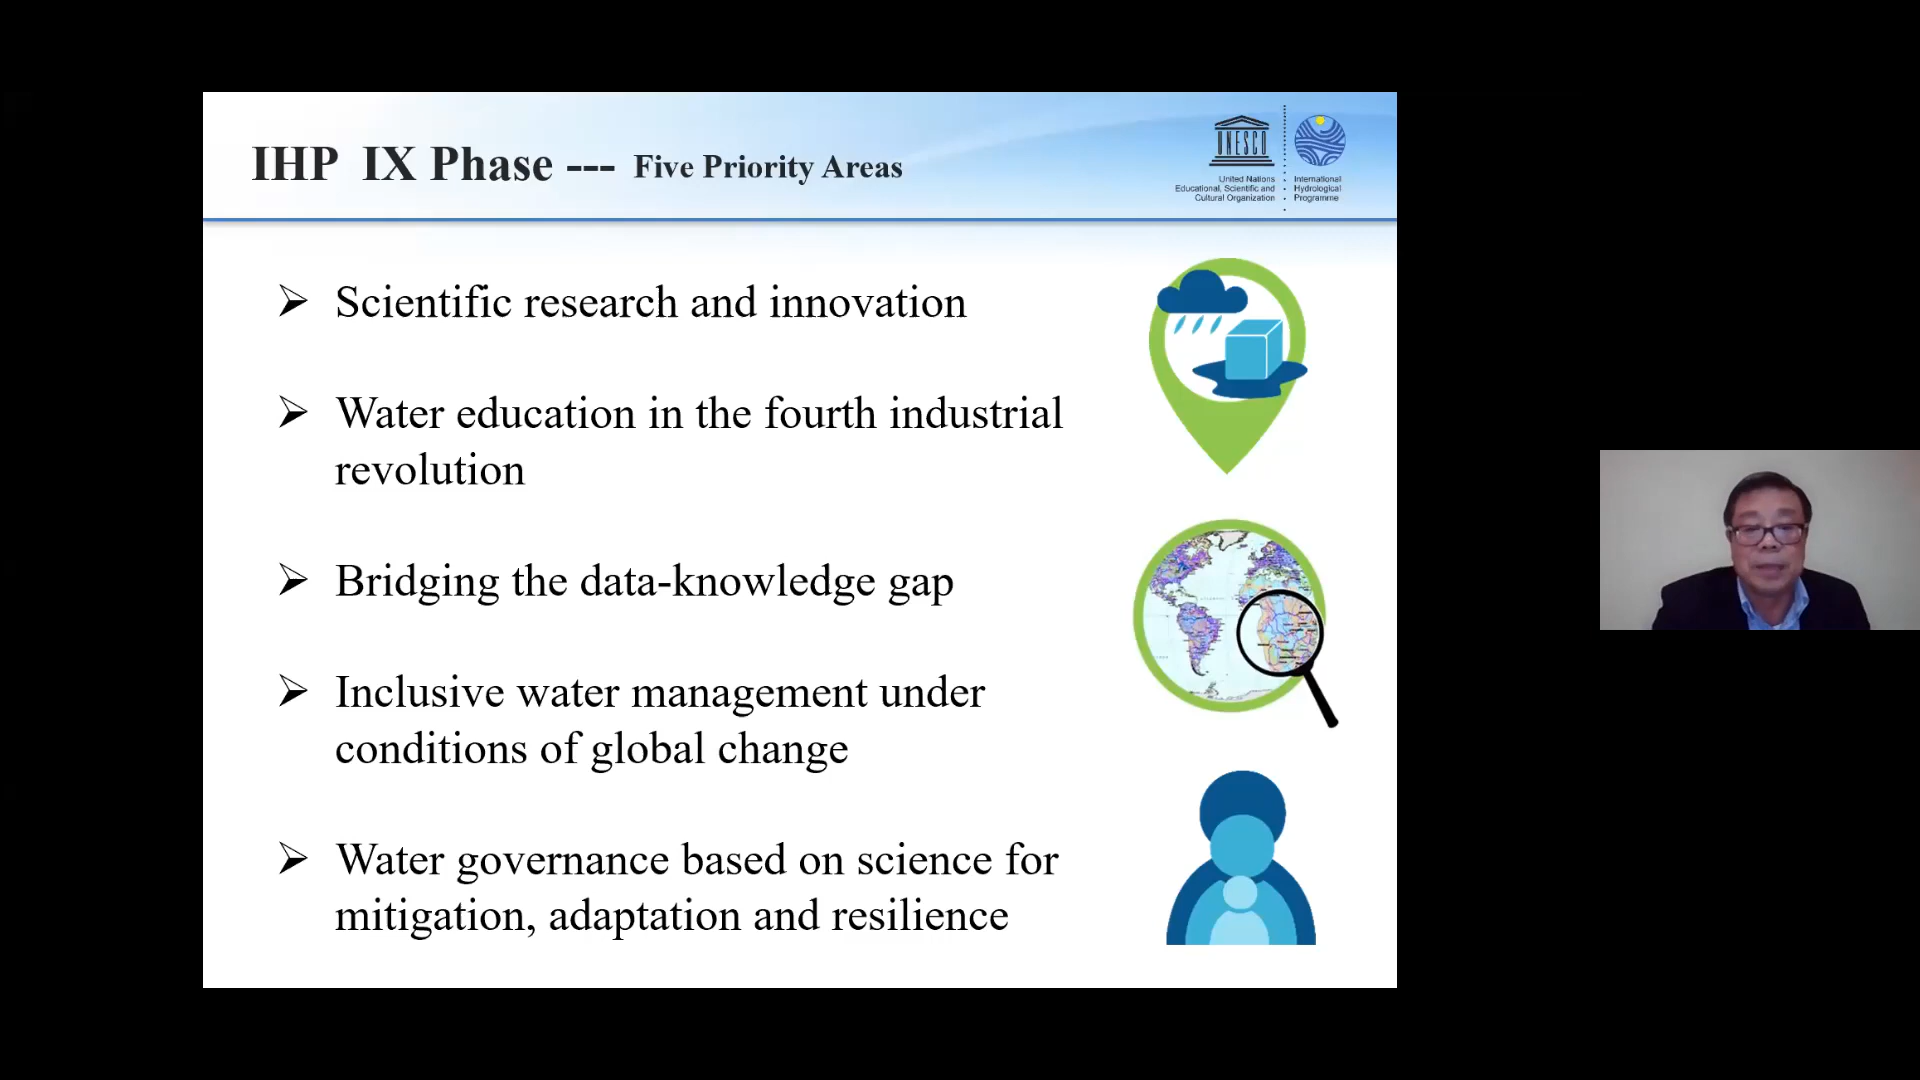 IHP IX Phase --- Five Priority Areas
UNESCO
United Nations
Educational, Scientific and
Cultural Organization
International
Hydrological
Programme
➢ Scientific research and innovation
➢ Water education in the fourth industrial
revolution
➢ Bridging the data-knowledge gap
➢ Inclusive water management under
conditions of global change
➢ Water governance based on science for
mitigation, adaptation and resilience